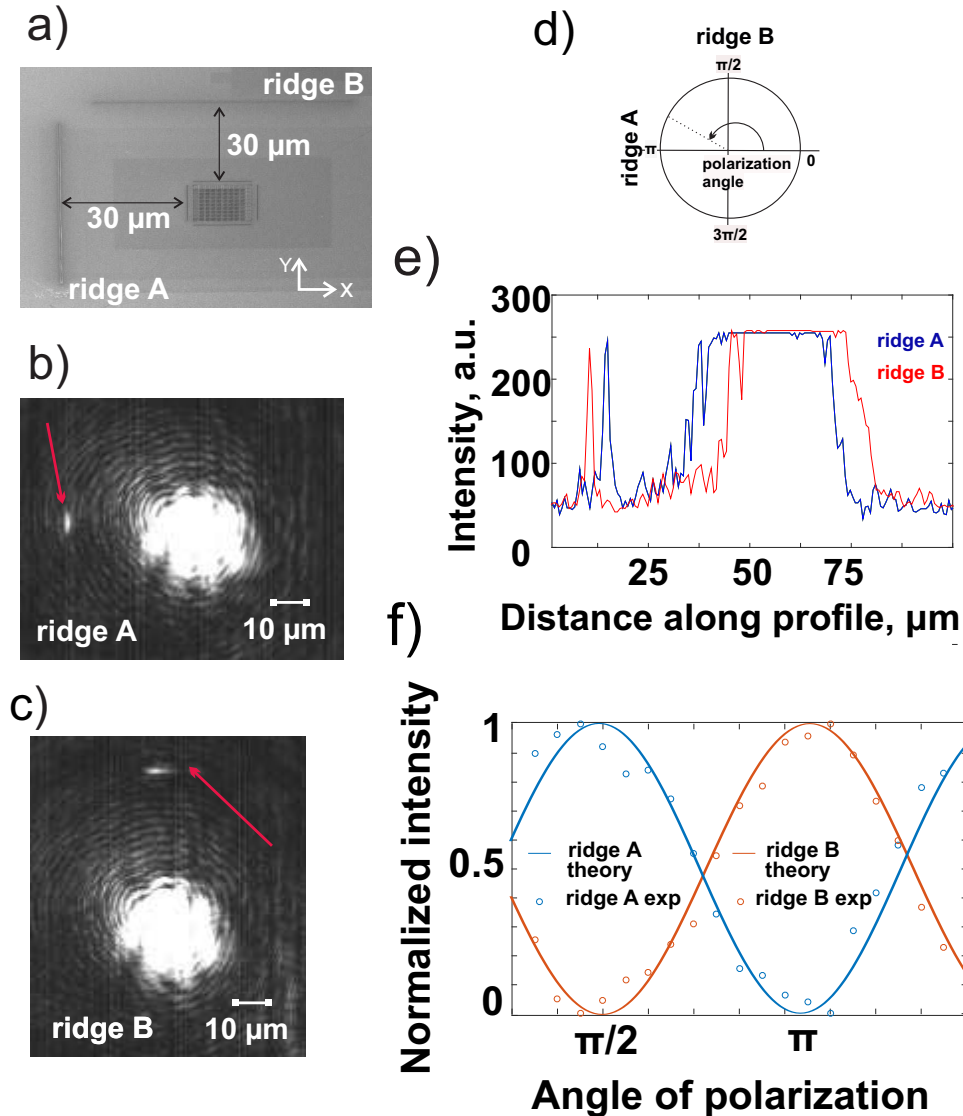 a)
ridge B
30 μm
30 μm
Y
X
ridge A
b)
ridge A
10 μm
c)
ridge B
10 μm
d)
ridge B
π/2
ridge A
π
0
polarization
angle
3π/2
e)
300
200
100
0
25
50
75
Intensity, a.u.
ridge A
ridge B
Distance along profile, μm
f)
Normalized intensity
1
0.5
0
ridge A
theory
ridge A exp
ridge B
theory
ridge B exp
π/2
π
Angle of polarization